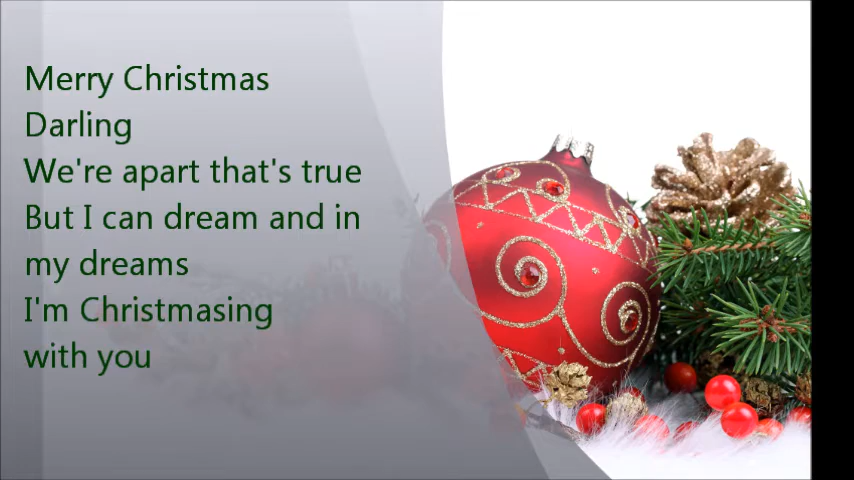 Merry Christmas
Darling
We're apart that's true
But I can dream and in
my dreams
I'm Christmasing
with you